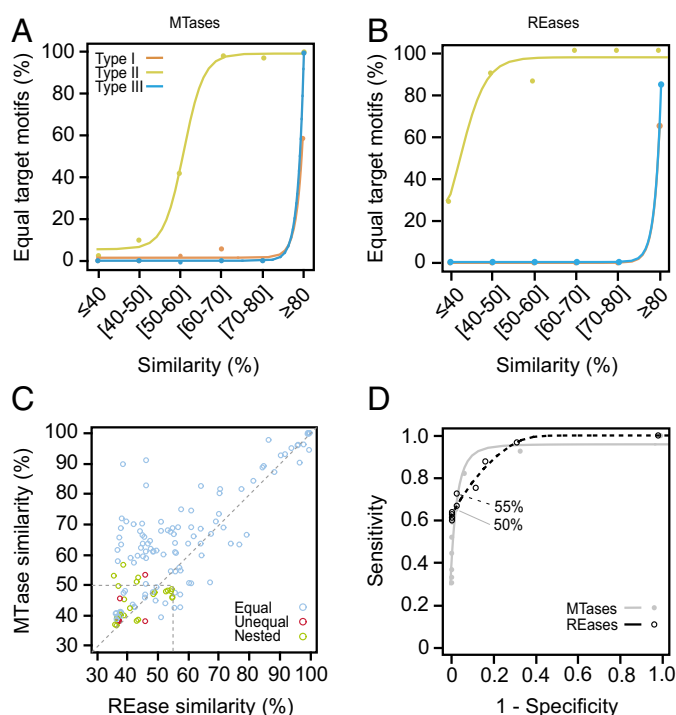 A
MTases
Equal target motifs (%)
100
80
60
40
20
0
Type I
Type II
Type III
≤40
[40-50]
[50-60]
[60-70]
[70-80]
≥80
Similarity (%)
B
REases
Equal target motifs (%)
100
80
60
40
20
0
≤40
[40-50]
[50-60]
[60-70]
[70-80]
≥80
Similarity (%)
C
MTase similarity (%)
100
90
80
70
60
50
40
30
Equal
Unequal
Nested
30 40 50 60 70 80 90 100
REase similarity (%)
D
Sensitivity
1.0
0.8
0.6
0.4
0.2
0
55%
50%
MTases
REases
0 0.2 0.4 0.6 0.8 1.0
1 - Specificity